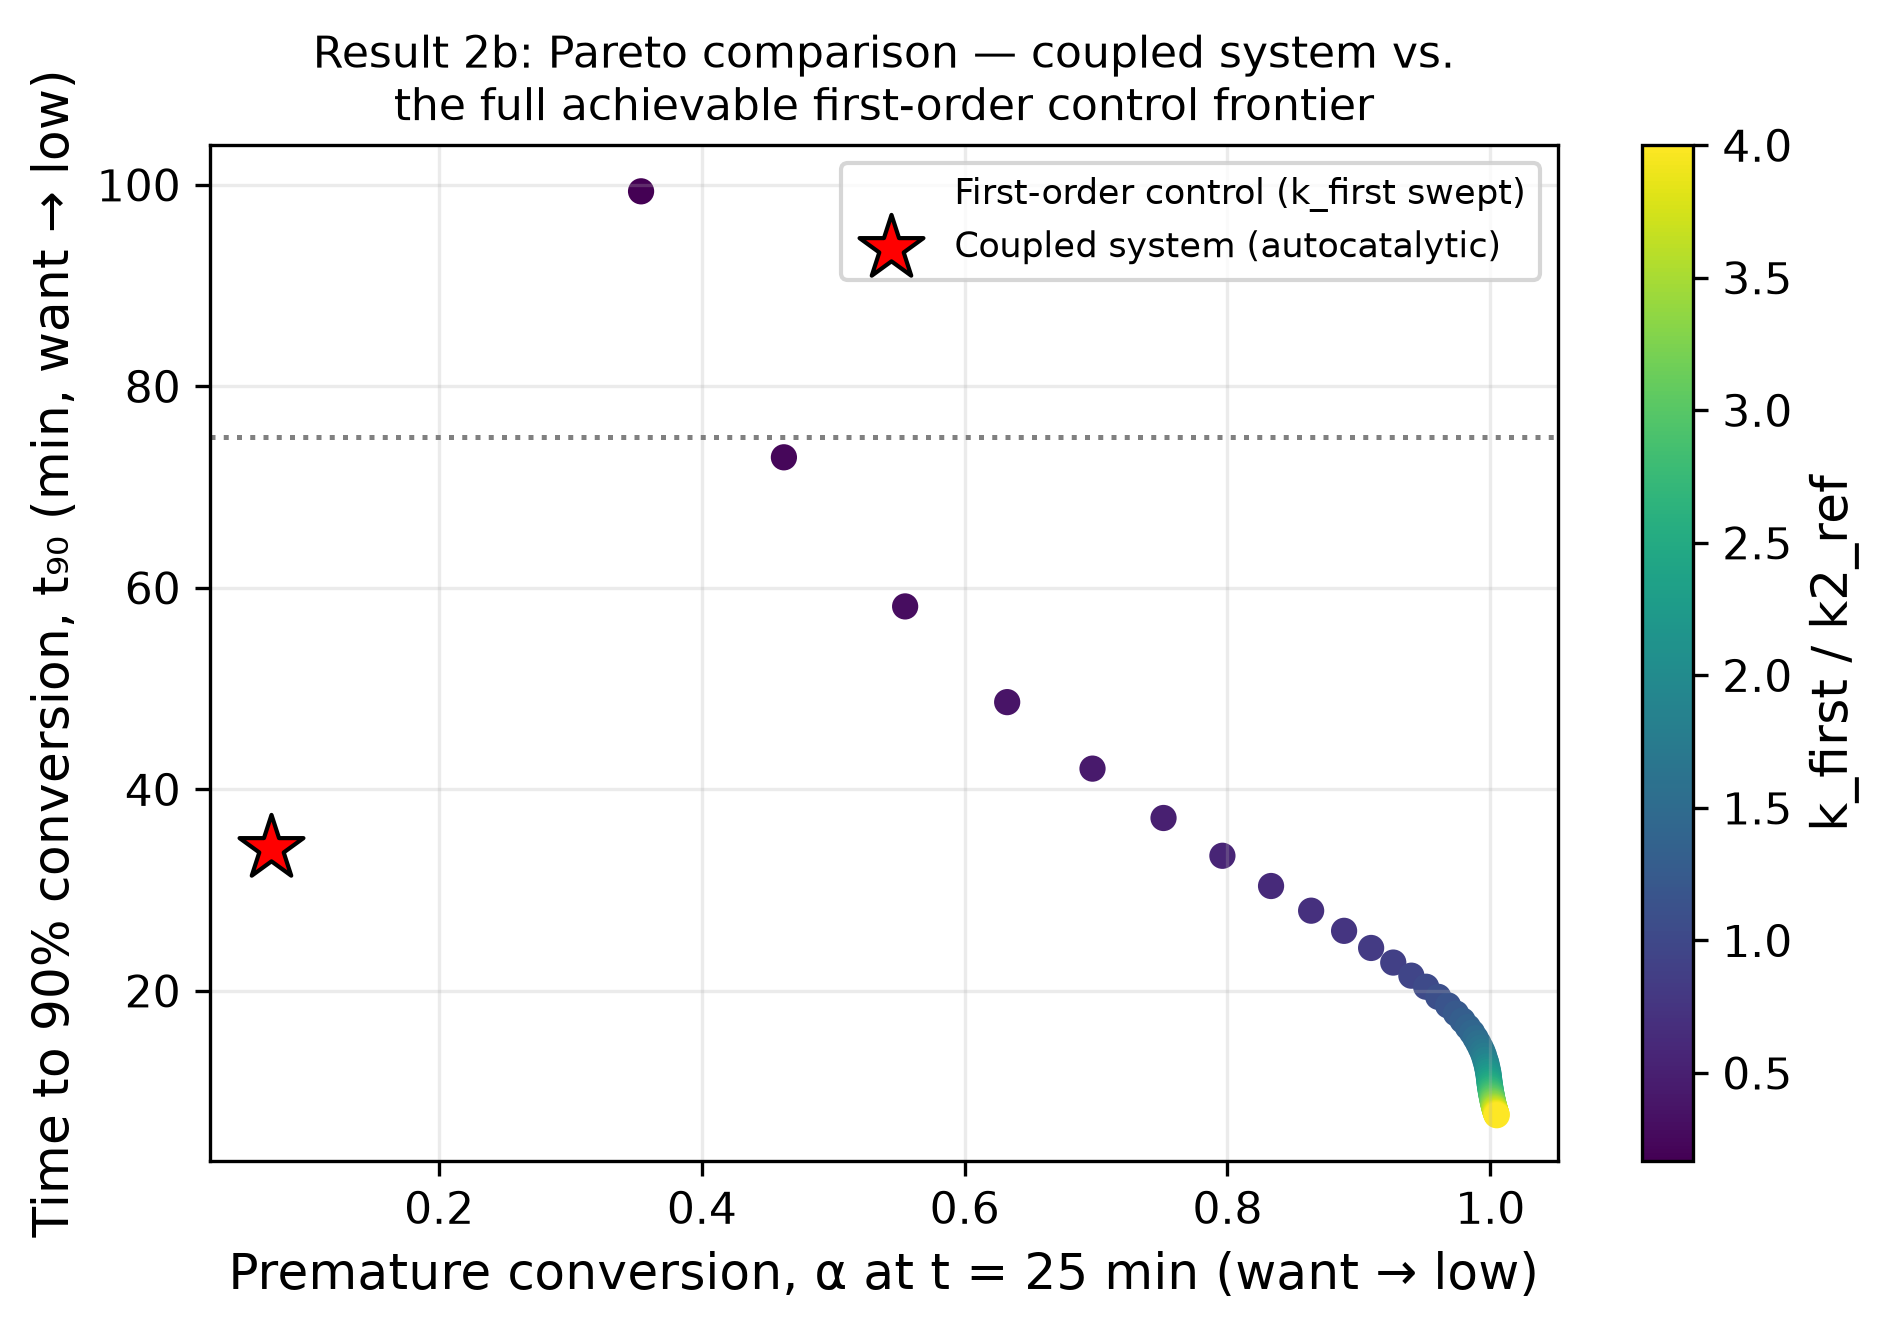 Result 2b: Pareto comparison — coupled system vs.
the full achievable first-order control frontier
Time to 90% conversion, t₉₀ (min, want → low)
100
80
60
40
20
First-order control (k_first swept)
Coupled system (autocatalytic)
0.2
0.4
0.6
0.8
1.0
Premature conversion, α at t = 25 min (want → low)
4.0
3.5
3.0
2.5
2.0
1.5
1.0
0.5
k_first / k2_ref